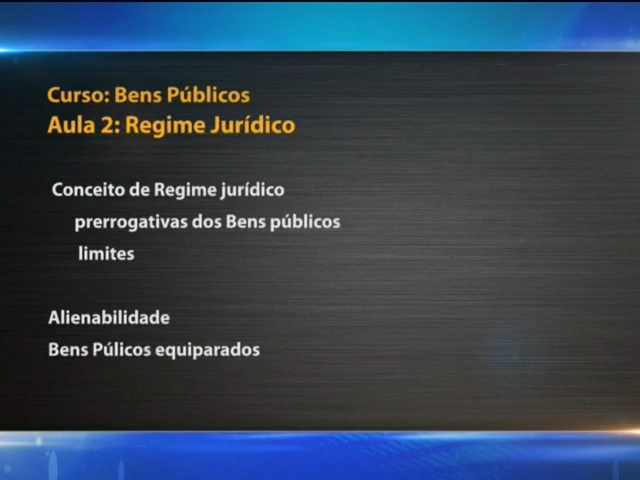 Curso: Bens Públicos
Aula 2: Regime Jurídico
Conceito de Regime jurídico
prerrogativas dos Bens públicos
limites
Alienabilidade
Bens Púlicos equiparados